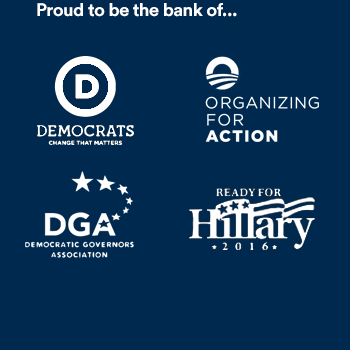 Proud to be the bank of...
D
DEMOCRATS
CHANGE THAT MATTERS
ORGANIZING
FOR
ACTION
DGA
DEMOCRATIC GOVERNORS
ASSOCIATION
READY FOR
Hillary
★ 2016 ★